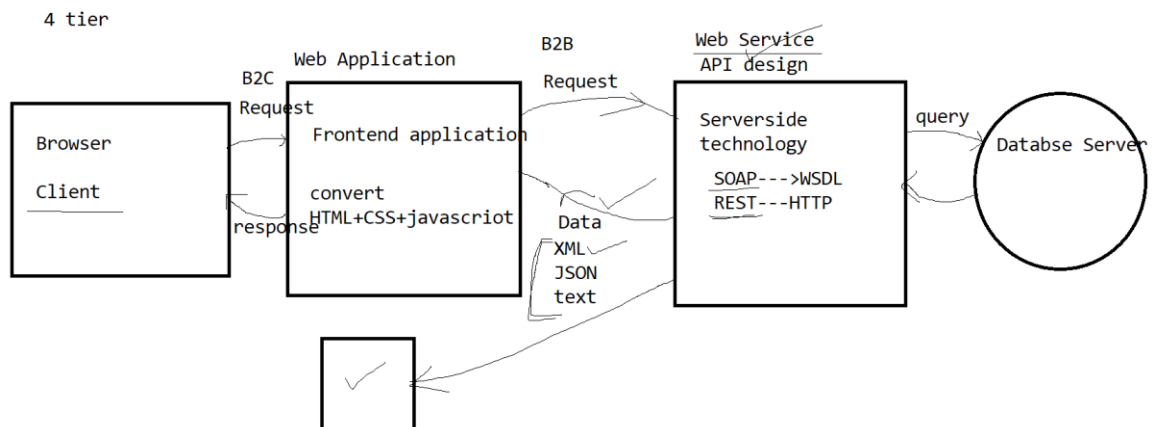 4 tier
Browser
Client
B2C
Request
response
Web Application
Frontend application
convert
HTML+CSS+javascriot
B2B
Request
Data
XML
JSON
text
Web Service
API design
Serverside
technology
SOAP--->WSDL
REST---HTTP
query
Databse Server